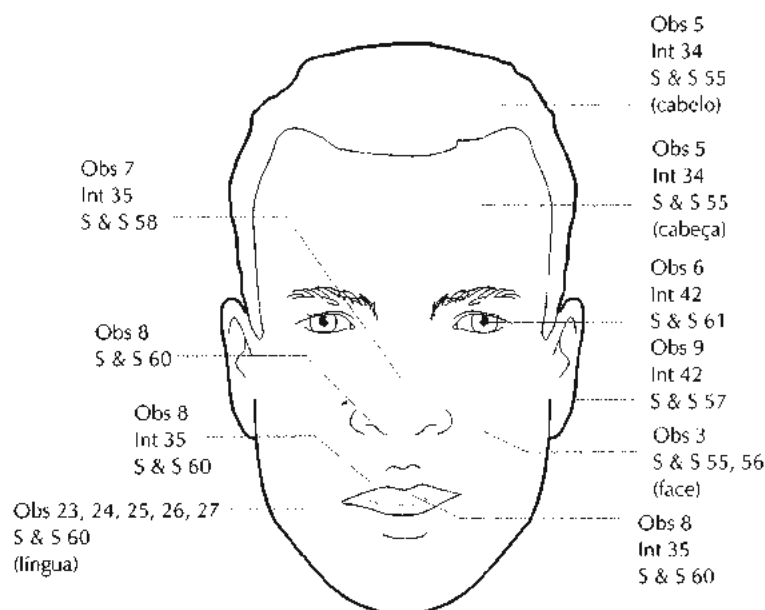 Obs 5
Int 34
S & S 55
(cabelo)
Obs 7
Int 35
S & S 58
Obs 5
Int 34
S & S 55
(cabeça)
Obs 6
Int 42
S & S 61
Obs 8
S & S 60
Obs 9
Int 42
S & S 57
Obs 8
Int 35
S & S 60
Obs 3
S & S 55, 56
(face)
Obs 23, 24, 25, 26, 27
S & S 60
(língua)
Obs 8
Int 35
S & S 60